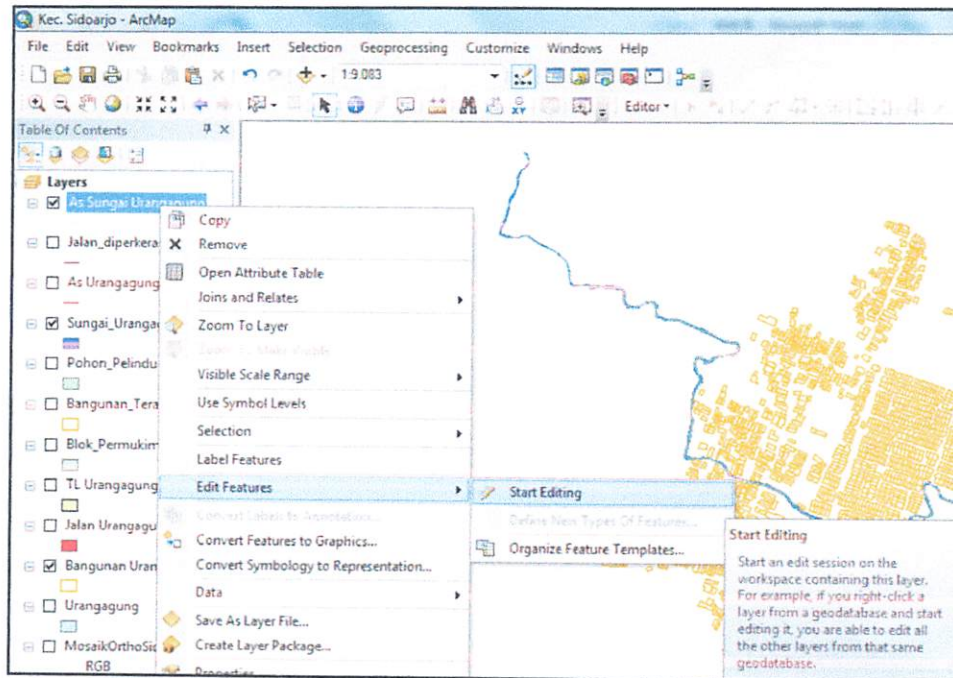 Kec. Sidoarjo - ArcMap
File Edit View Bookmarks Insert Selection Geoprocessing Customize Windows Help
1:9.083
Editor
Table Of Contents
Layers
As Sungai Urangagung
Jalan_diperkera
As Urangagung
Sungai_Uranga
Pohon_Pelindu
Bangunan_Tera
Blok_Permukim
TL Urangagung
Jalan Urangagu
Bangunan Uran
Urangagung
MosaikOrthoSid
RGB
Copy
Remove
Open Attribute Table
Joins and Relates
Zoom To Layer
Zoom To Make Visible
Visible Scale Range
Use Symbol Levels
Selection
Label Features
Edit Features
Convert Labels to Annotation...
Convert Features to Graphics...
Convert Symbology to Representation...
Data
Save As Layer File...
Create Layer Package...
Properties
Start Editing
Define New Types Of Features...
Organize Feature Templates...
Start Editing
Start an edit session on the
workspace containing this layer.
For example, if you right-click a
layer from a geodatabase and start
editing it, you are able to edit all
the other layers from that same
geodatabase.